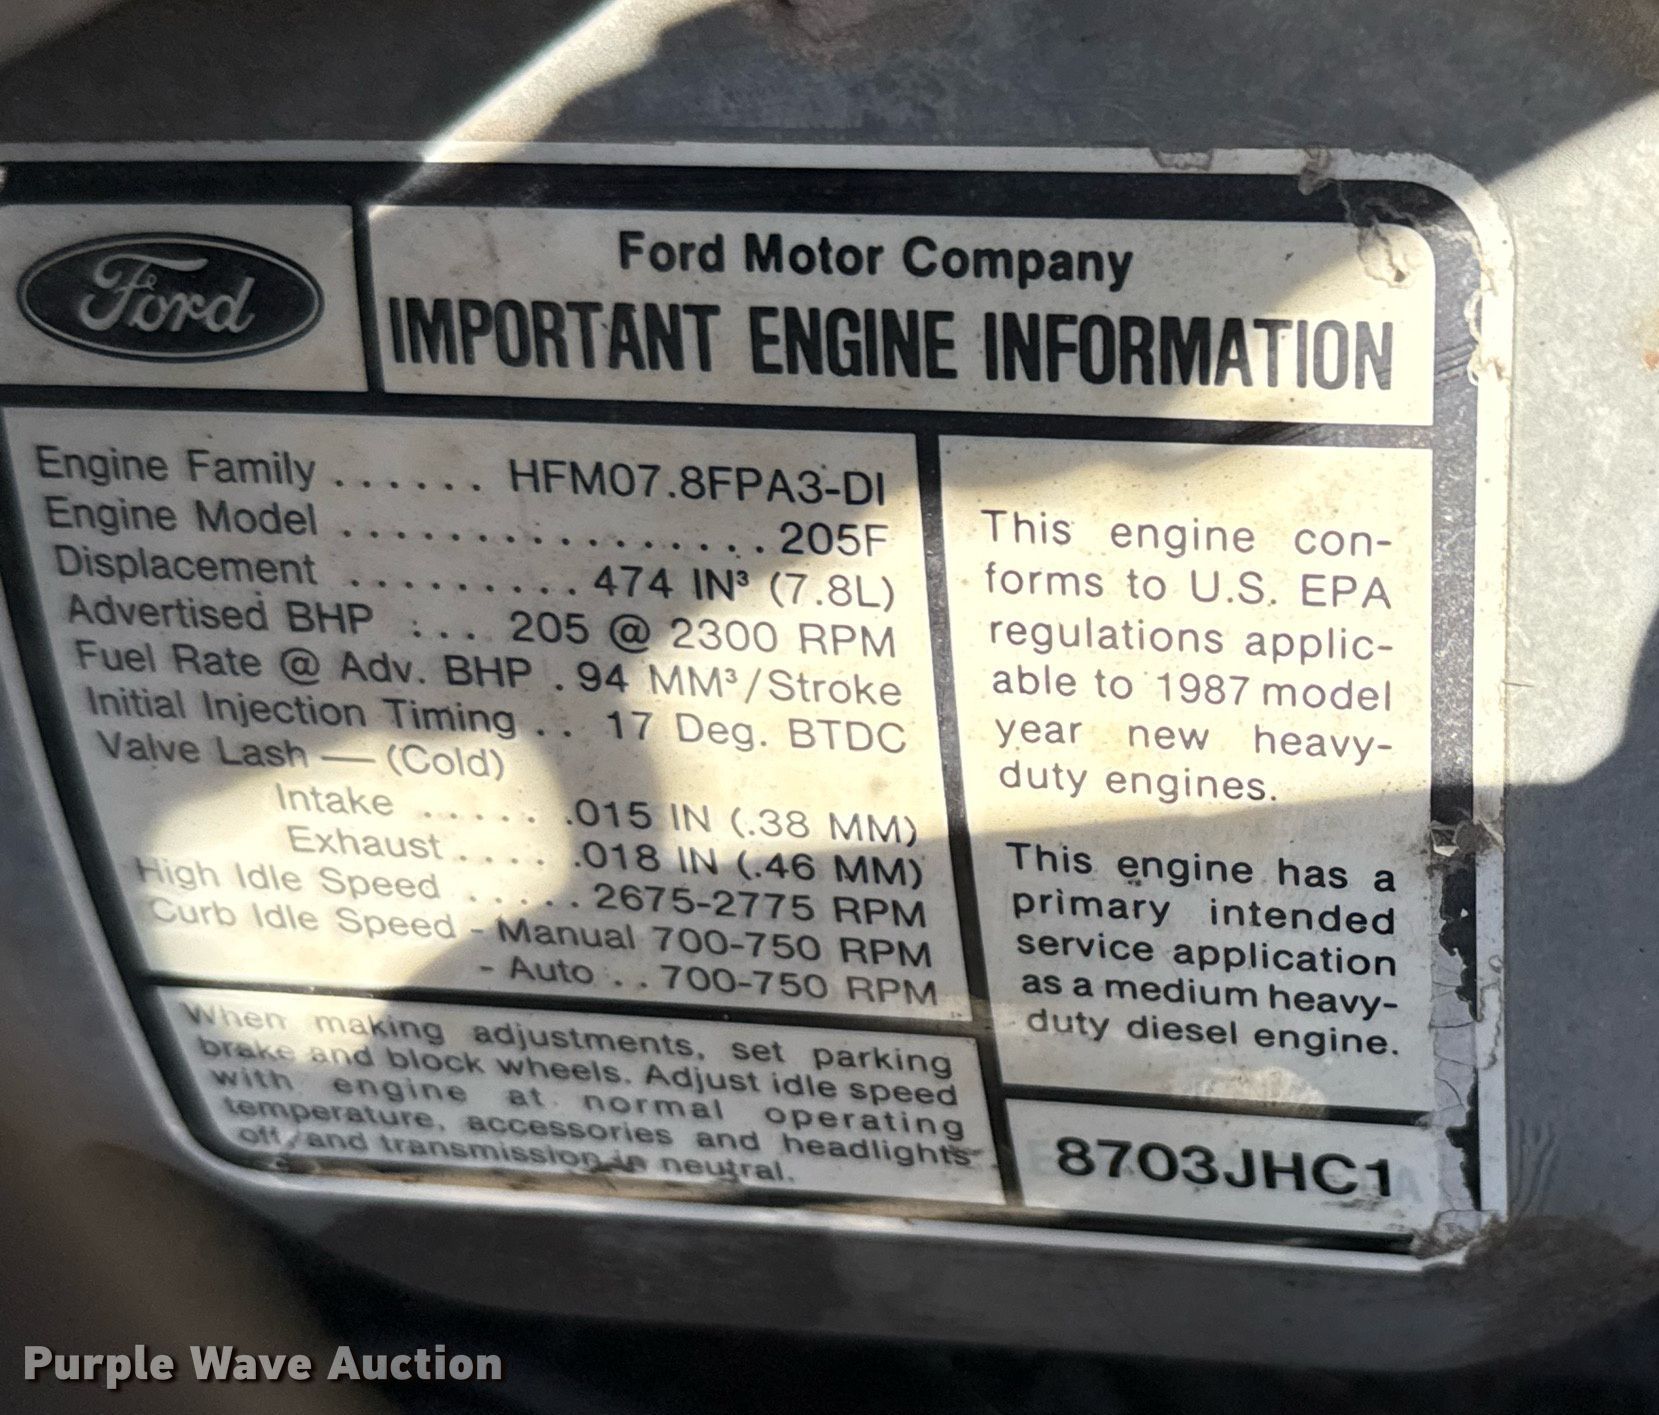 Ford
Ford Motor Company
IMPORTANT ENGINE INFORMATION
Engine Family ...... HFM07.8FPA3-DI
Engine Model ................. 205F
Displacement ......... 474 IN³ (7.8L)
Advertised BHP .... 205 @ 2300 RPM
Fuel Rate @ Adv. BHP . 94 MM³/Stroke
Initial Injection Timing .. 17 Deg. BTDC
Valve Lash — (Cold)
Intake ..... .015 IN (.38 MM)
Exhaust .... .018 IN (.46 MM)
High Idle Speed ..... 2675-2775 RPM
Curb Idle Speed - Manual 700-750 RPM
- Auto .. 700-750 RPM
When making adjustments, set parking
brake and block wheels. Adjust idle speed
with engine at normal operating
temperature, accessories and headlights
off, and transmission in neutral.
This engine con-
forms to U.S. EPA
regulations applic-
able to 1987 model
year new heavy-
duty engines.
This engine has a
primary intended
service application
as a medium heavy-
duty diesel engine.
8703JHC1
Purple Wave Auction